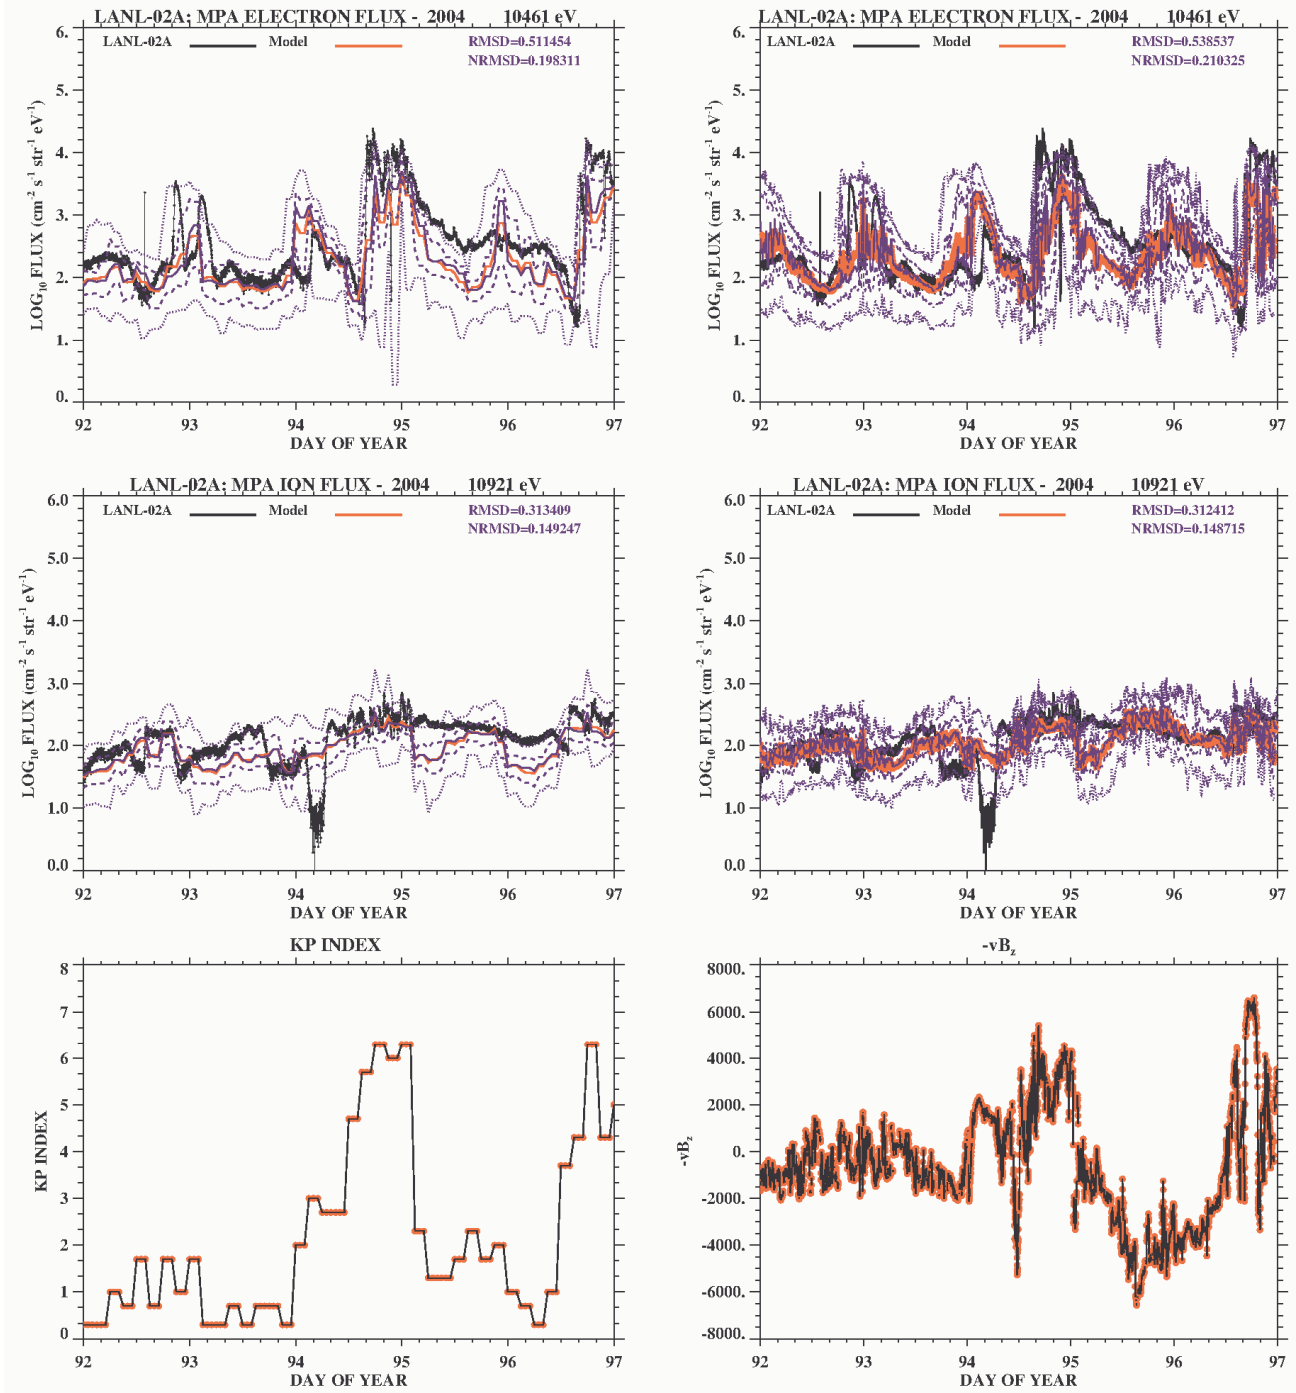 LANL-02A: MPA ELECTRON FLUX - 2004 10461 eV
LANL-02A Model RMSD=0.511454
NRMSD=0.198311
LOG10 FLUX (cm-2 s-1 str-1 eV-1)
6.
5.
4.
3.
2.
1.
0.
92 93 94 95 96 97
DAY OF YEAR
LANL-02A: MPA ELECTRON FLUX - 2004 10461 eV
LANL-02A Model RMSD=0.538537
NRMSD=0.210325
LOG10 FLUX (cm-2 s-1 str-1 eV-1)
6.
5.
4.
3.
2.
1.
0.
92 93 94 95 96 97
DAY OF YEAR
LANL-02A: MPA ION FLUX - 2004 10921 eV
LANL-02A Model RMSD=0.313409
NRMSD=0.149247
LOG10 FLUX (cm-2 s-1 str-1 eV-1)
6.0
5.0
4.0
3.0
2.0
1.0
0.0
92 93 94 95 96 97
DAY OF YEAR
LANL-02A: MPA ION FLUX - 2004 10921 eV
LANL-02A Model RMSD=0.312412
NRMSD=0.148715
LOG10 FLUX (cm-2 s-1 str-1 eV-1)
6.0
5.0
4.0
3.0
2.0
1.0
0.0
92 93 94 95 96 97
DAY OF YEAR
KP INDEX
KP INDEX
8
7
6
5
4
3
2
1
0
92 93 94 95 96 97
DAY OF YEAR
-vBz
-vBz
8000.
6000.
4000.
2000.
0.
-2000.
-4000.
-6000.
-8000.
92 93 94 95 96 97
DAY OF YEAR